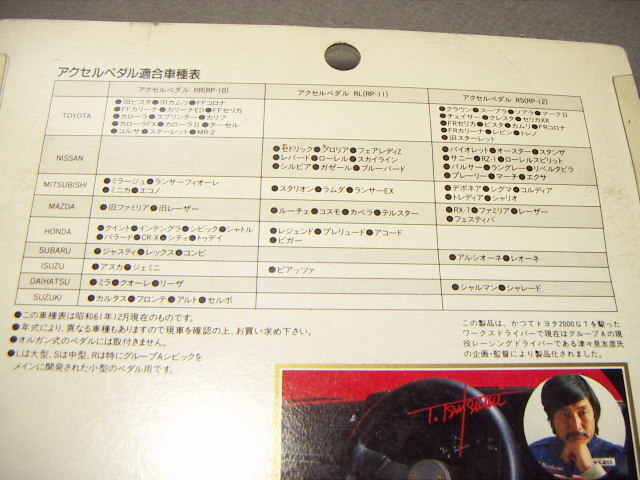 アクセルペダル適合車種表
アクセルペダル RR(RP-10)
アクセルペダル RL(RP-11)
アクセルペダル RS(RP-12)
TOYOTA
●旧ビスタ●旧カムリ●FFコロナ
●FFカリーナ●カリーナED●FFセリカ
●カローラ●スプリンター●カリブ
●カローラFX●カローラⅡ●ターセル
●コルサ●スターレット●MR-2
●クラウン●スープラ●ソアラ●マークⅡ
●チェイサー●クレスタ●セリカXX
●FRセリカ●ビスタ●カムリ●FRコロナ
●FRカリーナ●レビン●トレノ
●旧スターレット
NISSAN
●セドリック●グロリア●フェアレディZ
●レパード●ローレル●スカイライン
●シルビア●ガゼール●ブルーバード
●バイオレット●オースター●スタンザ
●サニー●RZ-1●ローレルスピリット
●パルサー●ラングレー●リベルタビラ
●プレーリー●マーチ●エクサ
MITSUBISHI
●ミラージュ●ランサーフィオーレ
●ミニカ●エコノ
●スタリオン●ラムダ●ランサーEX
●デボネア●シグマ●コルディア
●トレディア●シャリオ
MAZDA
●旧ファミリア●旧レーザー
●ルーチェ●コスモ●カペラ●テルスター
●RX-7●ファミリア●レーザー
●フェスティバ
HONDA
●クイント●インテグラ●シビック●シャトル
●バラード●CR-X●シティ●トゥデイ
●レジェンド●プレリュード●アコード
●ビガー
SUBARU
●ジャスティ●レックス●コンビ
●アルシオーネ●レオーネ
ISUZU
●アスカ●ジェミニ
●ピアッツァ
DAIHATSU
●ミラ●クオーレ●リーザ
●シャルマン●シャレード
SUZUKI
●カルタス●フロンテ●アルト●セルボ
●この車種表は昭和61年12月現在のものです。
●年式により、異なる車種もありますので現車を確認の上、お買い求め下さい。
●オルガン式のペダルには取付きません。
●Lは大型、Sは中型、Rは特にグループAシビックを
メインに開発された小型のペダル用です。
この製品は、かつてトヨタ2000GTを駆った
ワークスドライバーで現在はグループAの現
役レーシングドライバーである津々見友彦氏
の企画・監督により製品化されました。
T. Tsutsumi